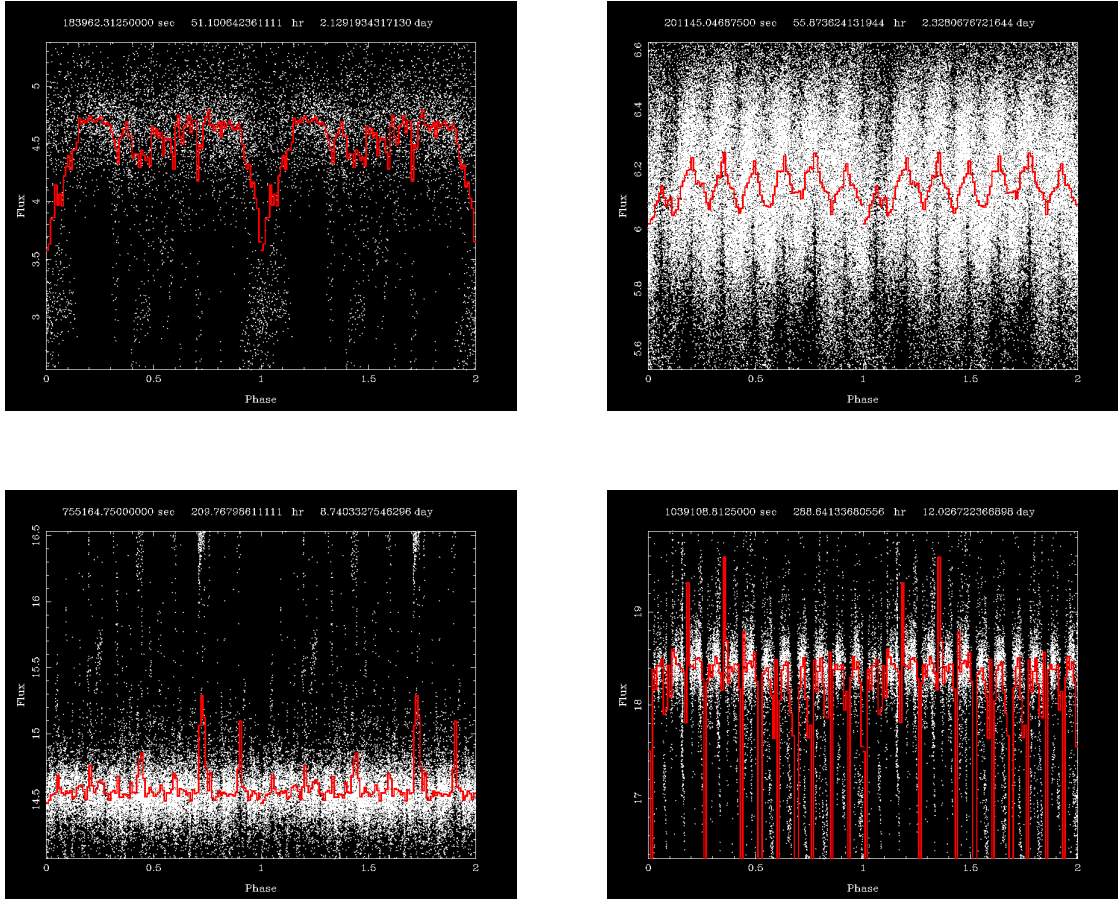 183962.31250000 sec 51.100642361111 hr 2.1291934317130 day
Flux
5
4.5
4
3.5
3
0 0.5 1 1.5 2
Phase
201145.04687500 sec 55.873624131944 hr 2.3280676721644 day
Flux
6.6
6.4
6.2
6
5.8
5.6
0 0.5 1 1.5 2
Phase
755164.75000000 sec 209.76798611111 hr 8.7403327546296 day
Flux
16.5
16
15.5
15
14.5
0 0.5 1 1.5 2
Phase
1039108.8125000 sec 288.64133680556 hr 12.026722366898 day
Flux
19
18
17
0 0.5 1 1.5 2
Phase